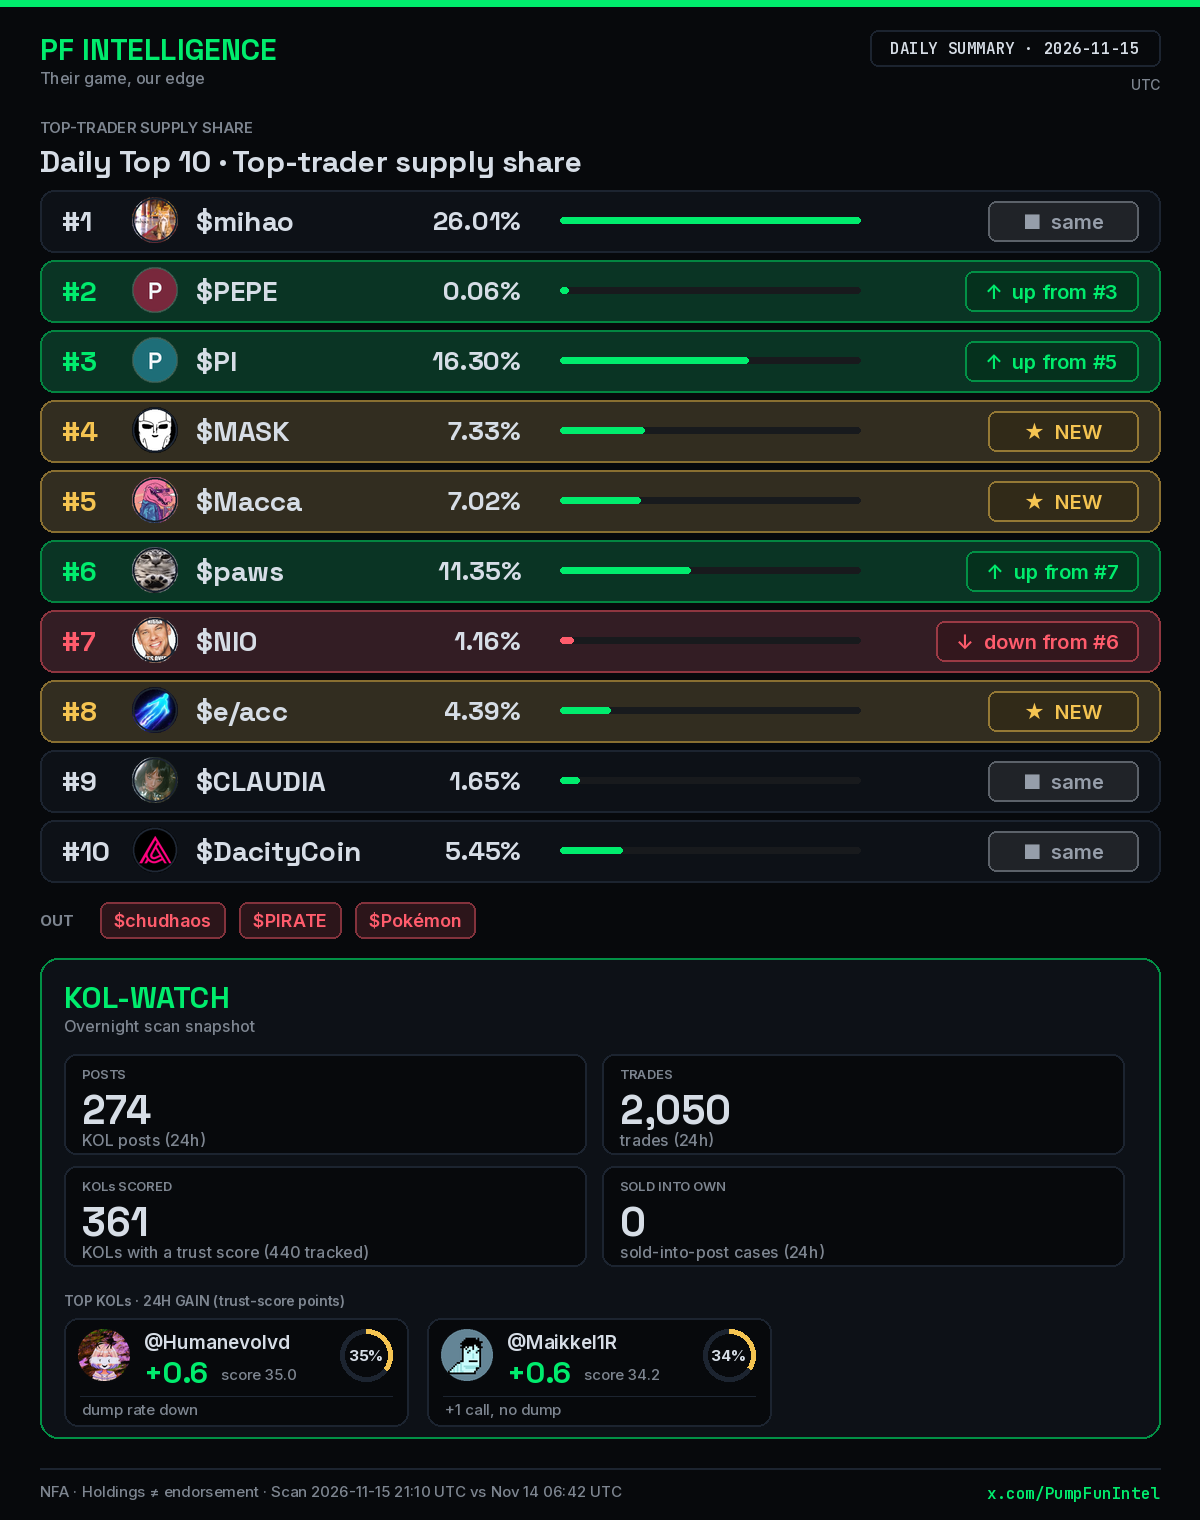 PF INTELLIGENCE
Their game, our edge
DAILY SUMMARY · 2026-11-15
UTC
TOP-TRADER SUPPLY SHARE
Daily Top 10 · Top-trader supply share
#1 $mihao 26.01% ■ same
#2 P $PEPE 0.06% ↑ up from #3
#3 P $PI 16.30% ↑ up from #5
#4 $MASK 7.33% ★ NEW
#5 $Macca 7.02% ★ NEW
#6 $paws 11.35% ↑ up from #7
#7 $NIO 1.16% ↓ down from #6
#8 $e/acc 4.39% ★ NEW
#9 $CLAUDIA 1.65% ■ same
#10 $DacityCoin 5.45% ■ same
OUT $chudhaos $PIRATE $Pokémon
KOL-WATCH
Overnight scan snapshot
POSTS
274
KOL posts (24h)
TRADES
2,050
trades (24h)
KOLs SCORED
361
KOLs with a trust score (440 tracked)
SOLD INTO OWN
0
sold-into-post cases (24h)
TOP KOLs · 24H GAIN (trust-score points)
@Humanevolvd
+0.6 score 35.0
35%
dump rate down
@Maikkel1R
+0.6 score 34.2
34%
+1 call, no dump
NFA · Holdings ≠ endorsement · Scan 2026-11-15 21:10 UTC vs Nov 14 06:42 UTC
x.com/PumpFunIntel